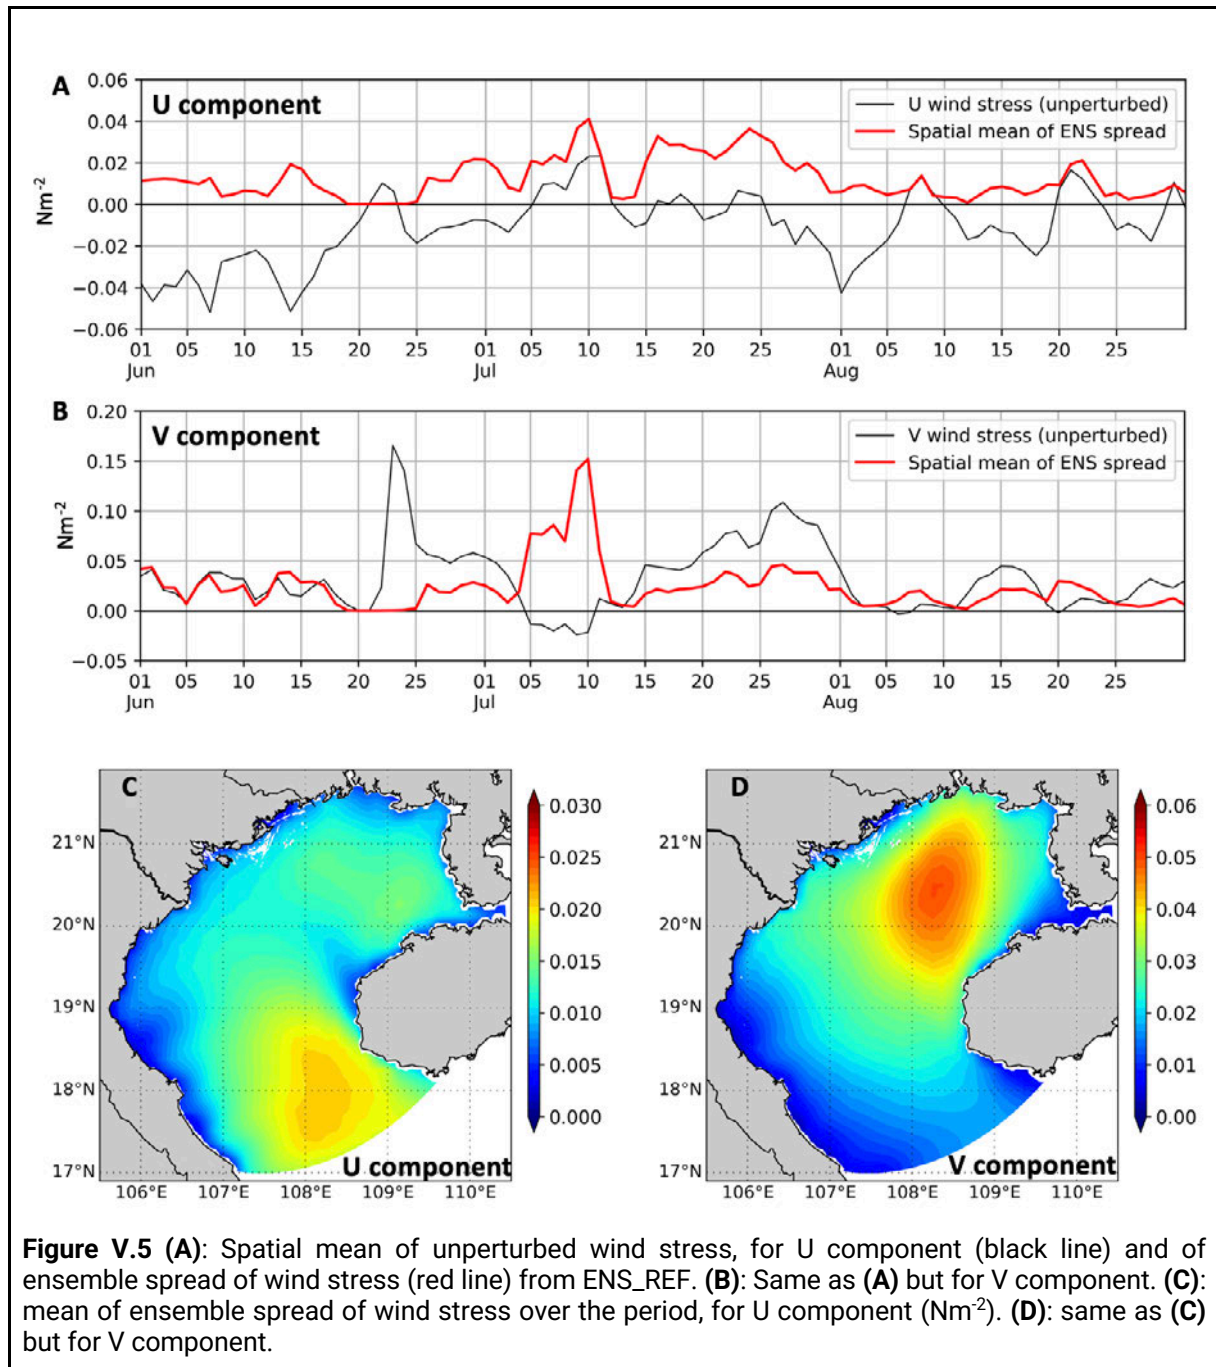 A
U component
U wind stress (unperturbed)
Spatial mean of ENS spread
Nm-2
0.06
0.04
0.02
0.00
−0.02
−0.04
−0.06
01 05 10 15 20 25 01 05 10 15 20 25 01 05 10 15 20 25
Jun Jul Aug
B
V component
V wind stress (unperturbed)
Spatial mean of ENS spread
Nm-2
0.20
0.15
0.10
0.05
0.00
−0.05
01 05 10 15 20 25 01 05 10 15 20 25 01 05 10 15 20 25
Jun Jul Aug
C
21°N
20°N
19°N
18°N
17°N
106°E 107°E 108°E 109°E 110°E
U component
0.030
0.025
0.020
0.015
0.010
0.005
0.000
D
21°N
20°N
19°N
18°N
17°N
106°E 107°E 108°E 109°E 110°E
V component
0.06
0.05
0.04
0.03
0.02
0.01
0.00
Figure V.5 (A): Spatial mean of unperturbed wind stress, for U component (black line) and of
ensemble spread of wind stress (red line) from ENS_REF. (B): Same as (A) but for V component. (C):
mean of ensemble spread of wind stress over the period, for U component (Nm-2). (D): same as (C)
but for V component.